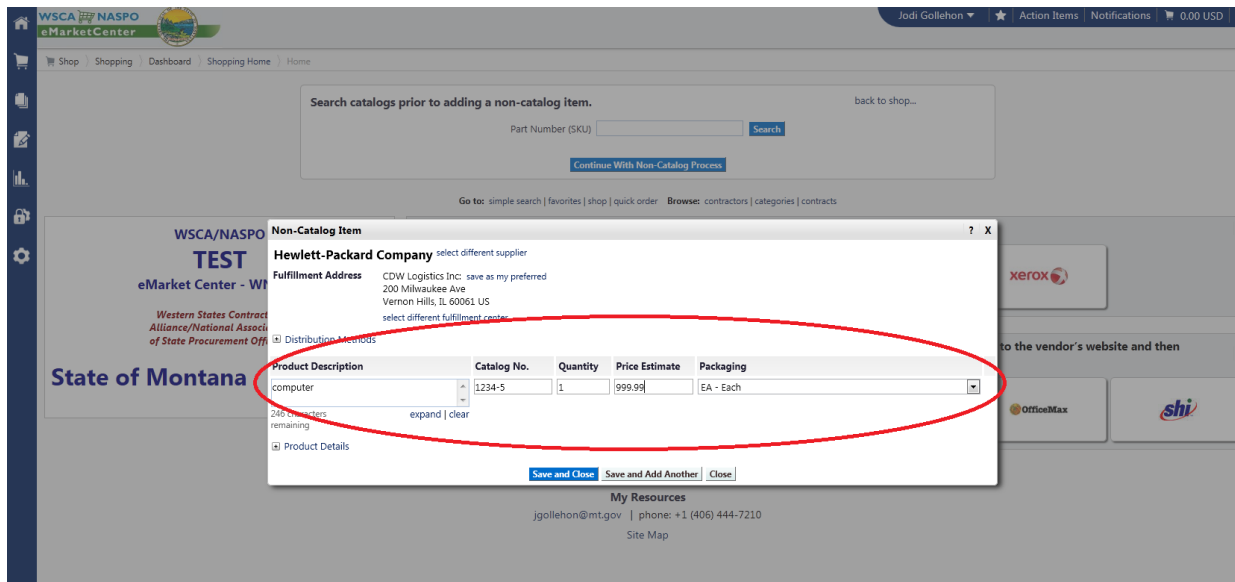 WSCA NASPO
eMarketCenter
Jodi Gollehon
Action Items
Notifications
0.00 USD
Shop
Shopping
Dashboard
Shopping Home
Home
Search catalogs prior to adding a non-catalog item.
back to shop...
Part Number (SKU)
Search
Continue With Non-Catalog Process
Go to: simple search | favorites | shop | quick order Browse: contractors | categories | contracts
WSCA/NASPO
TEST
eMarket Center -
Western States
Alliance/National
of State Procurement
State of Montana
Non-Catalog Item
? X
Hewlett-Packard Company select different supplier
Fulfillment Address
CDW Logistics Inc: save as my preferred
200 Milwaukee Ave
Vernon Hills, IL 60061 US
select different fulfillment center
Distribution Methods
Product Description
Catalog No.
Quantity
Price Estimate
Packaging
computer
1234-5
1
999.99
EA - Each
246 characters
remaining
expand | clear
Product Details
Save and Close
Save and Add Another
Close
xerox
to the vendor's website and then
OfficeMax
shi
My Resources
jgollehon@mt.gov | phone: +1 (406) 444-7210
Site Map